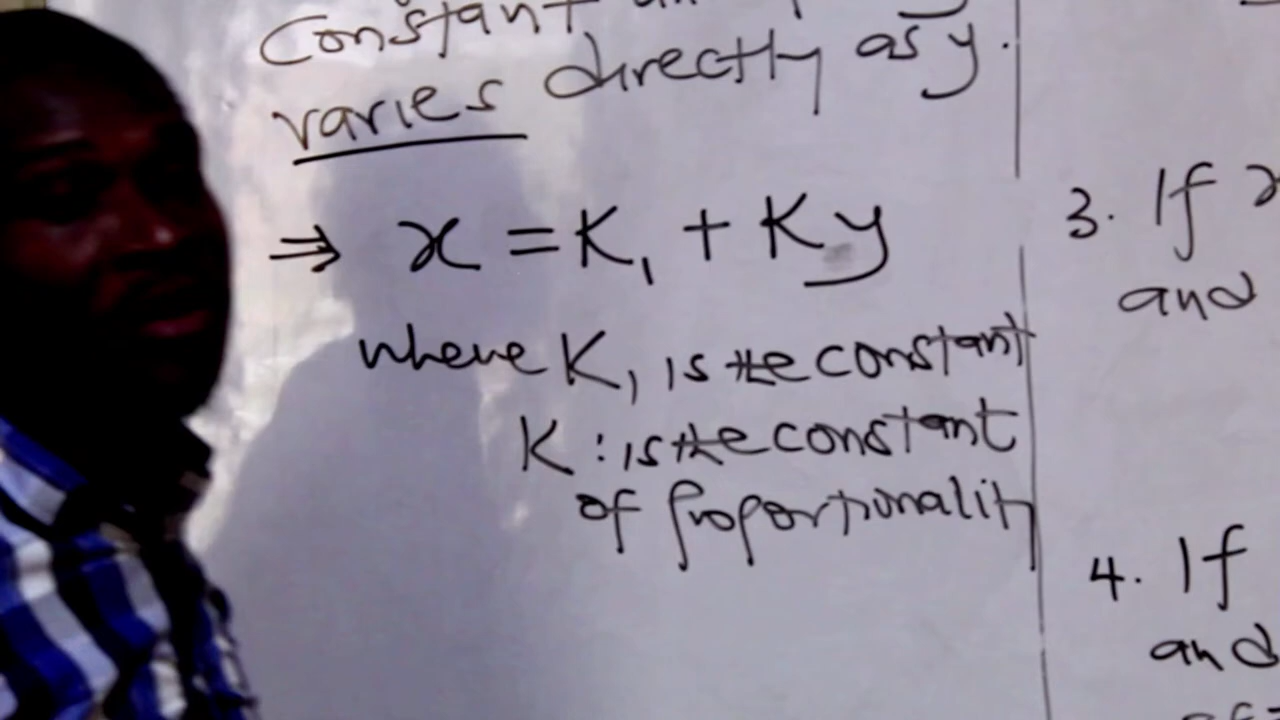 Constant
varies directly as y.
⇒ x = K₁ + Ky
where K₁ is the constant
K : is the constant
of proportionality
3. If
and
4. If
and